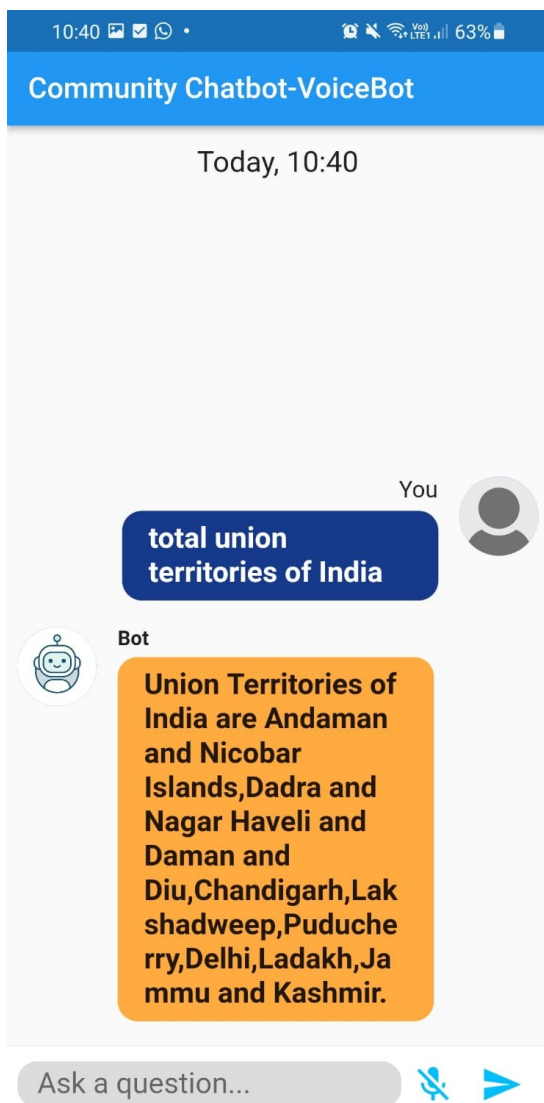 10:40
Vo))
LTE1
63%
Community Chatbot-VoiceBot
Today, 10:40
You
total union
territories of India
Bot
Union Territories of
India are Andaman
and Nicobar
Islands,Dadra and
Nagar Haveli and
Daman and
Diu,Chandigarh,Lak
shadweep,Puduche
rry,Delhi,Ladakh,Ja
mmu and Kashmir.
Ask a question...